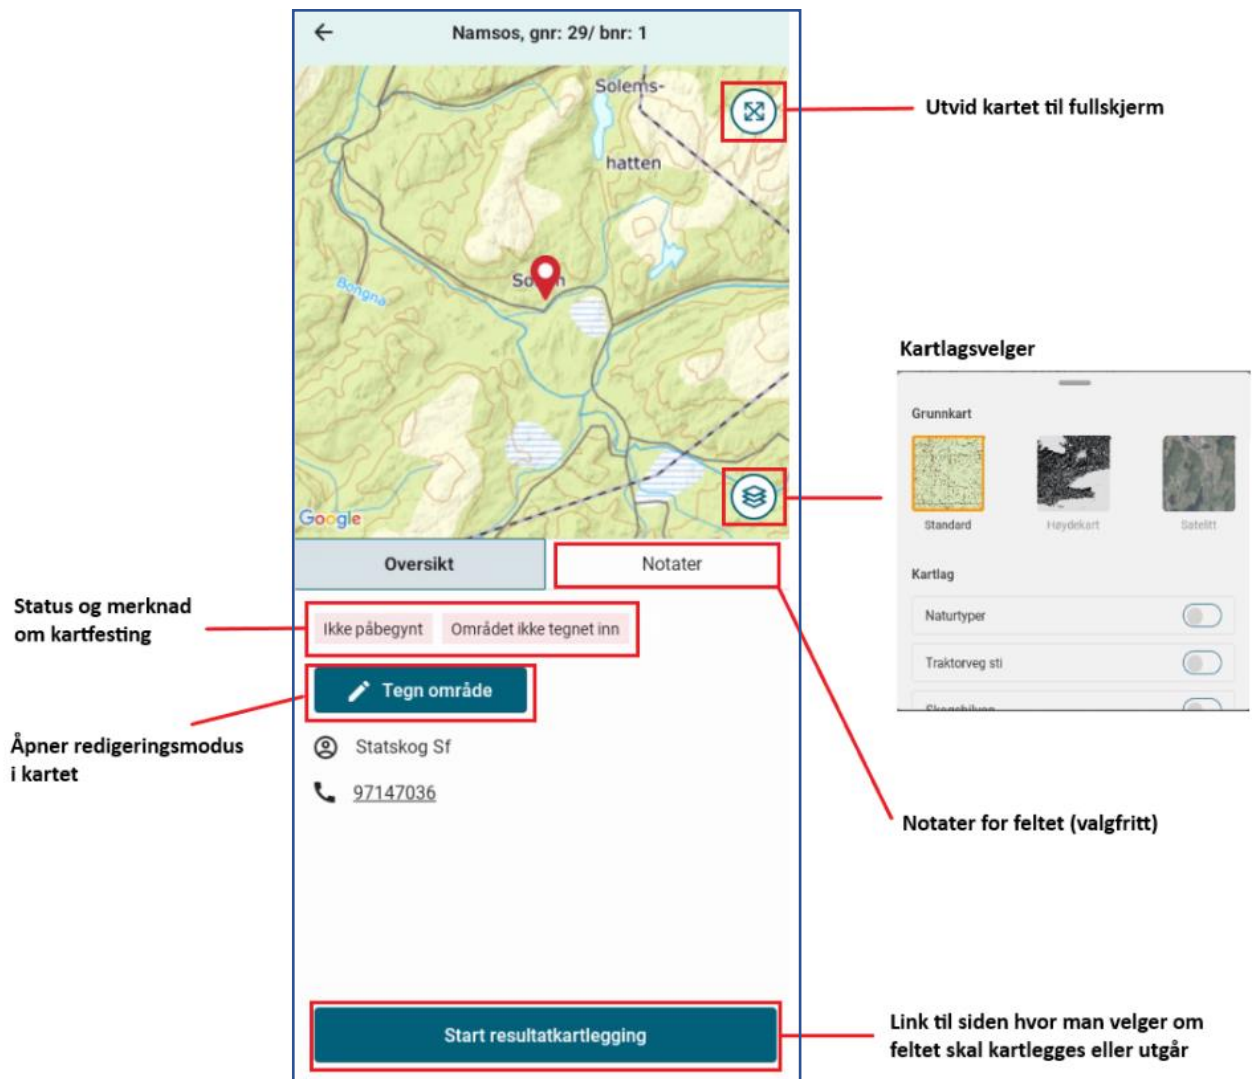 Namsos, gnr: 29/ bnr: 1
Solems-
hatten
Bongna
Google
Utvid kartet til fullskjerm
Kartlagsvelger
Grunnkart
Standard
Høydekart
Satelitt
Kartlag
Naturtyper
Traktorveg sti
Oversikt
Notater
Status og merknad
om kartfesting
Ikke påbegynt
Området ikke tegnet inn
Tegn område
Åpner redigeringsmodus
i kartet
Statskog Sf
97147036
Notater for feltet (valgfritt)
Start resultatkartlegging
Link til siden hvor man velger om
feltet skal kartlegges eller utgår